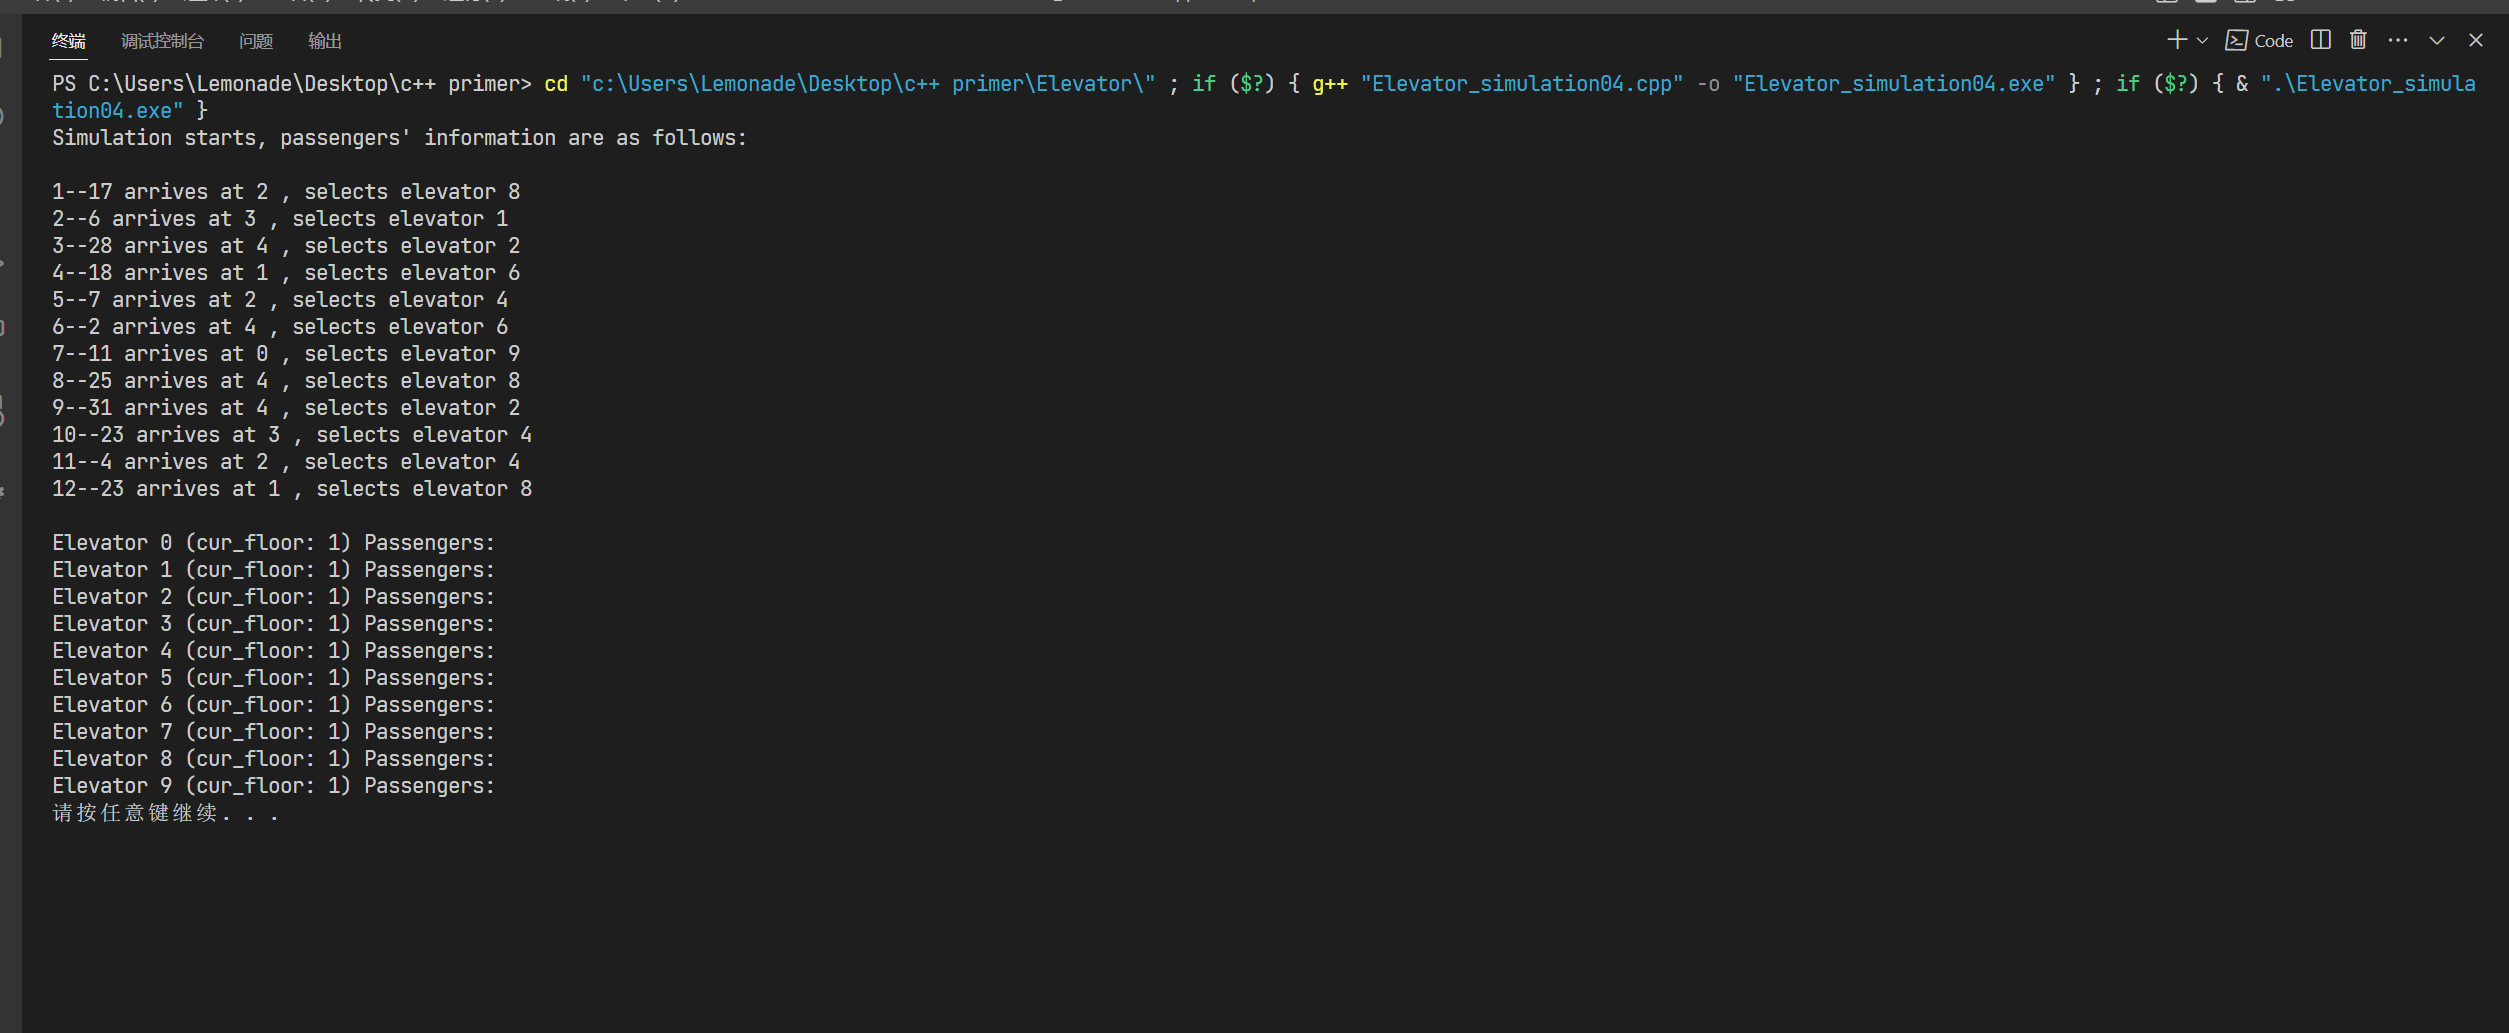 终端 调试控制台 问题 输出 Code
PS C:\Users\Lemonade\Desktop\c++ primer> cd "c:\Users\Lemonade\Desktop\c++ primer\Elevator\" ; if ($?) { g++ "Elevator_simulation04.cpp" -o "Elevator_simulation04.exe" } ; if ($?) { & ".\Elevator_simula
tion04.exe" }
Simulation starts, passengers' information are as follows:
1--17 arrives at 2 , selects elevator 8
2--6 arrives at 3 , selects elevator 1
3--28 arrives at 4 , selects elevator 2
4--18 arrives at 1 , selects elevator 6
5--7 arrives at 2 , selects elevator 4
6--2 arrives at 4 , selects elevator 6
7--11 arrives at 0 , selects elevator 9
8--25 arrives at 4 , selects elevator 8
9--31 arrives at 4 , selects elevator 2
10--23 arrives at 3 , selects elevator 4
11--4 arrives at 2 , selects elevator 4
12--23 arrives at 1 , selects elevator 8
Elevator 0 (cur_floor: 1) Passengers:
Elevator 1 (cur_floor: 1) Passengers:
Elevator 2 (cur_floor: 1) Passengers:
Elevator 3 (cur_floor: 1) Passengers:
Elevator 4 (cur_floor: 1) Passengers:
Elevator 5 (cur_floor: 1) Passengers:
Elevator 6 (cur_floor: 1) Passengers:
Elevator 7 (cur_floor: 1) Passengers:
Elevator 8 (cur_floor: 1) Passengers:
Elevator 9 (cur_floor: 1) Passengers:
请按任意键继续. . .